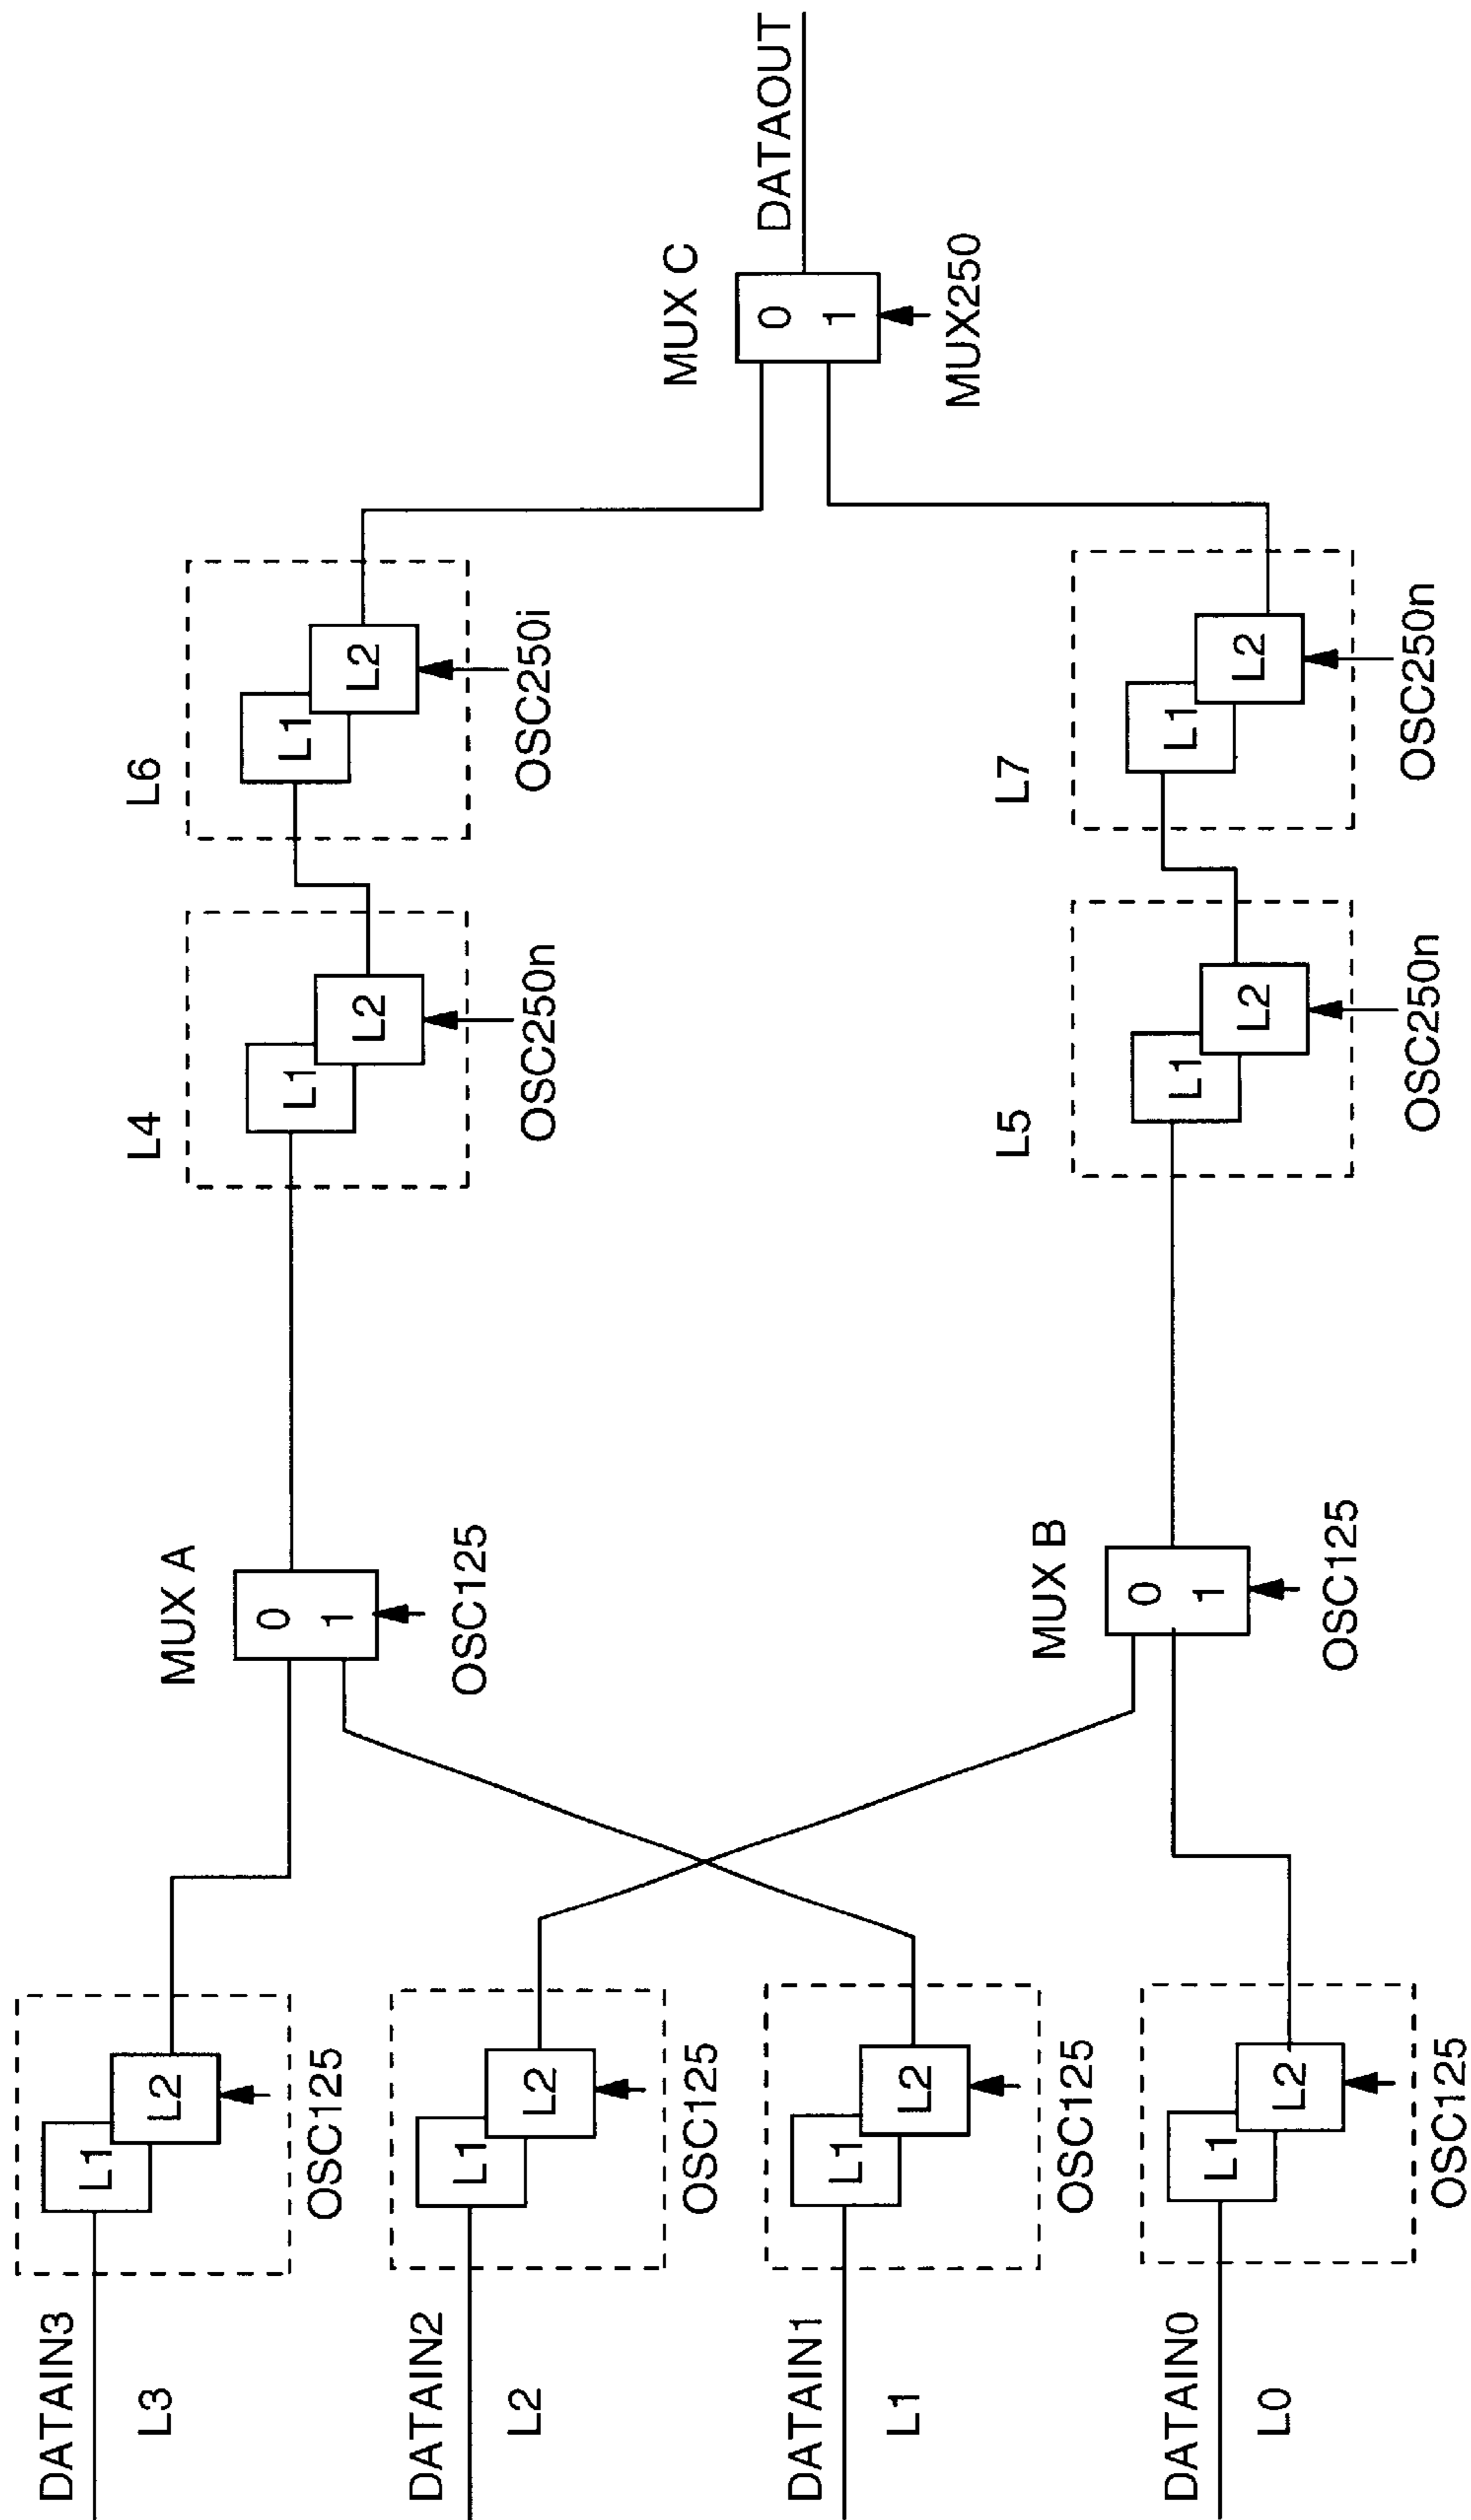 DATAIN3
L3
L1
L2
OSC125
DATAIN2
L2
L1
L2
OSC125
DATAIN1
L1
L1
L2
OSC125
DATAIN0
L0
L1
L2
OSC125
MUX A
0
1
OSC125
MUX B
0
1
OSC125
L4
L1
L2
OSC250n
L5
L1
L2
OSC250n
L6
L1
L2
OSC250i
L7
L1
L2
OSC250n
MUX C
0
1
MUX250
DATAOUT